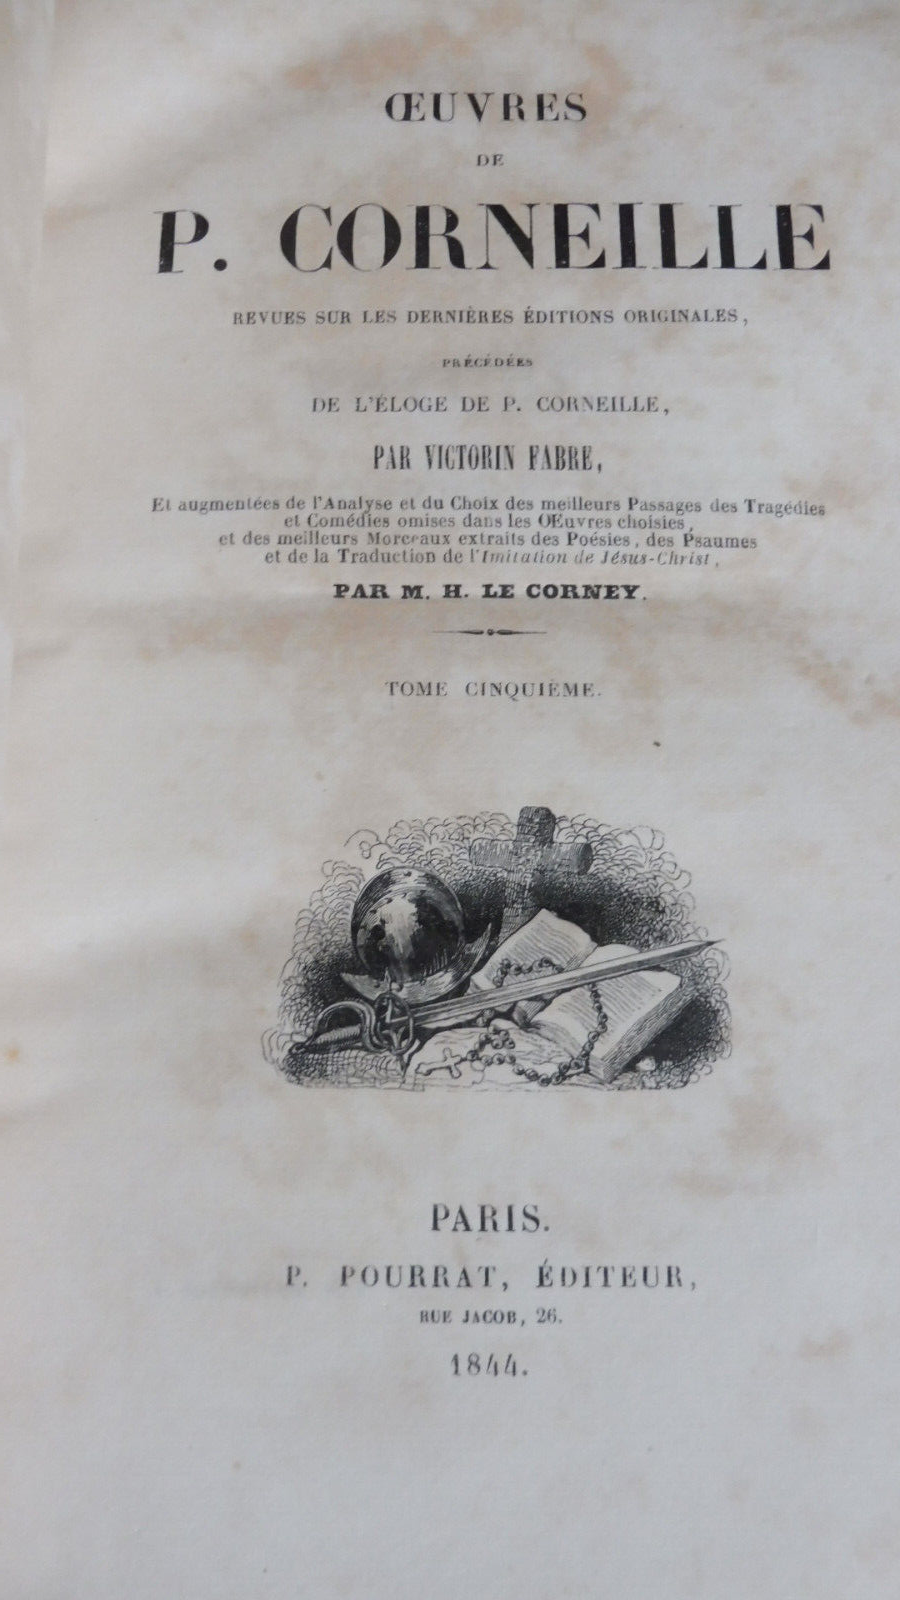 ŒUVRES
DE
P. CORNEILLE
REVUES SUR LES DERNIÈRES ÉDITIONS ORIGINALES,
PRÉCÉDÉES
DE L'ÉLOGE DE P. CORNEILLE,
PAR VICTORIN FABRE,
Et augmentées de l'Analyse et du Choix des meilleurs Passages des Tragédies
et Comédies omises dans les OEuvres choisies,
et des meilleurs Morceaux extraits des Poésies, des Psaumes
et de la Traduction de l'Imitation de Jésus-Christ,
PAR M. H. LE CORNEY.
TOME CINQUIÈME.
PARIS.
P. POURRAT, ÉDITEUR,
RUE JACOB, 26.
1844.